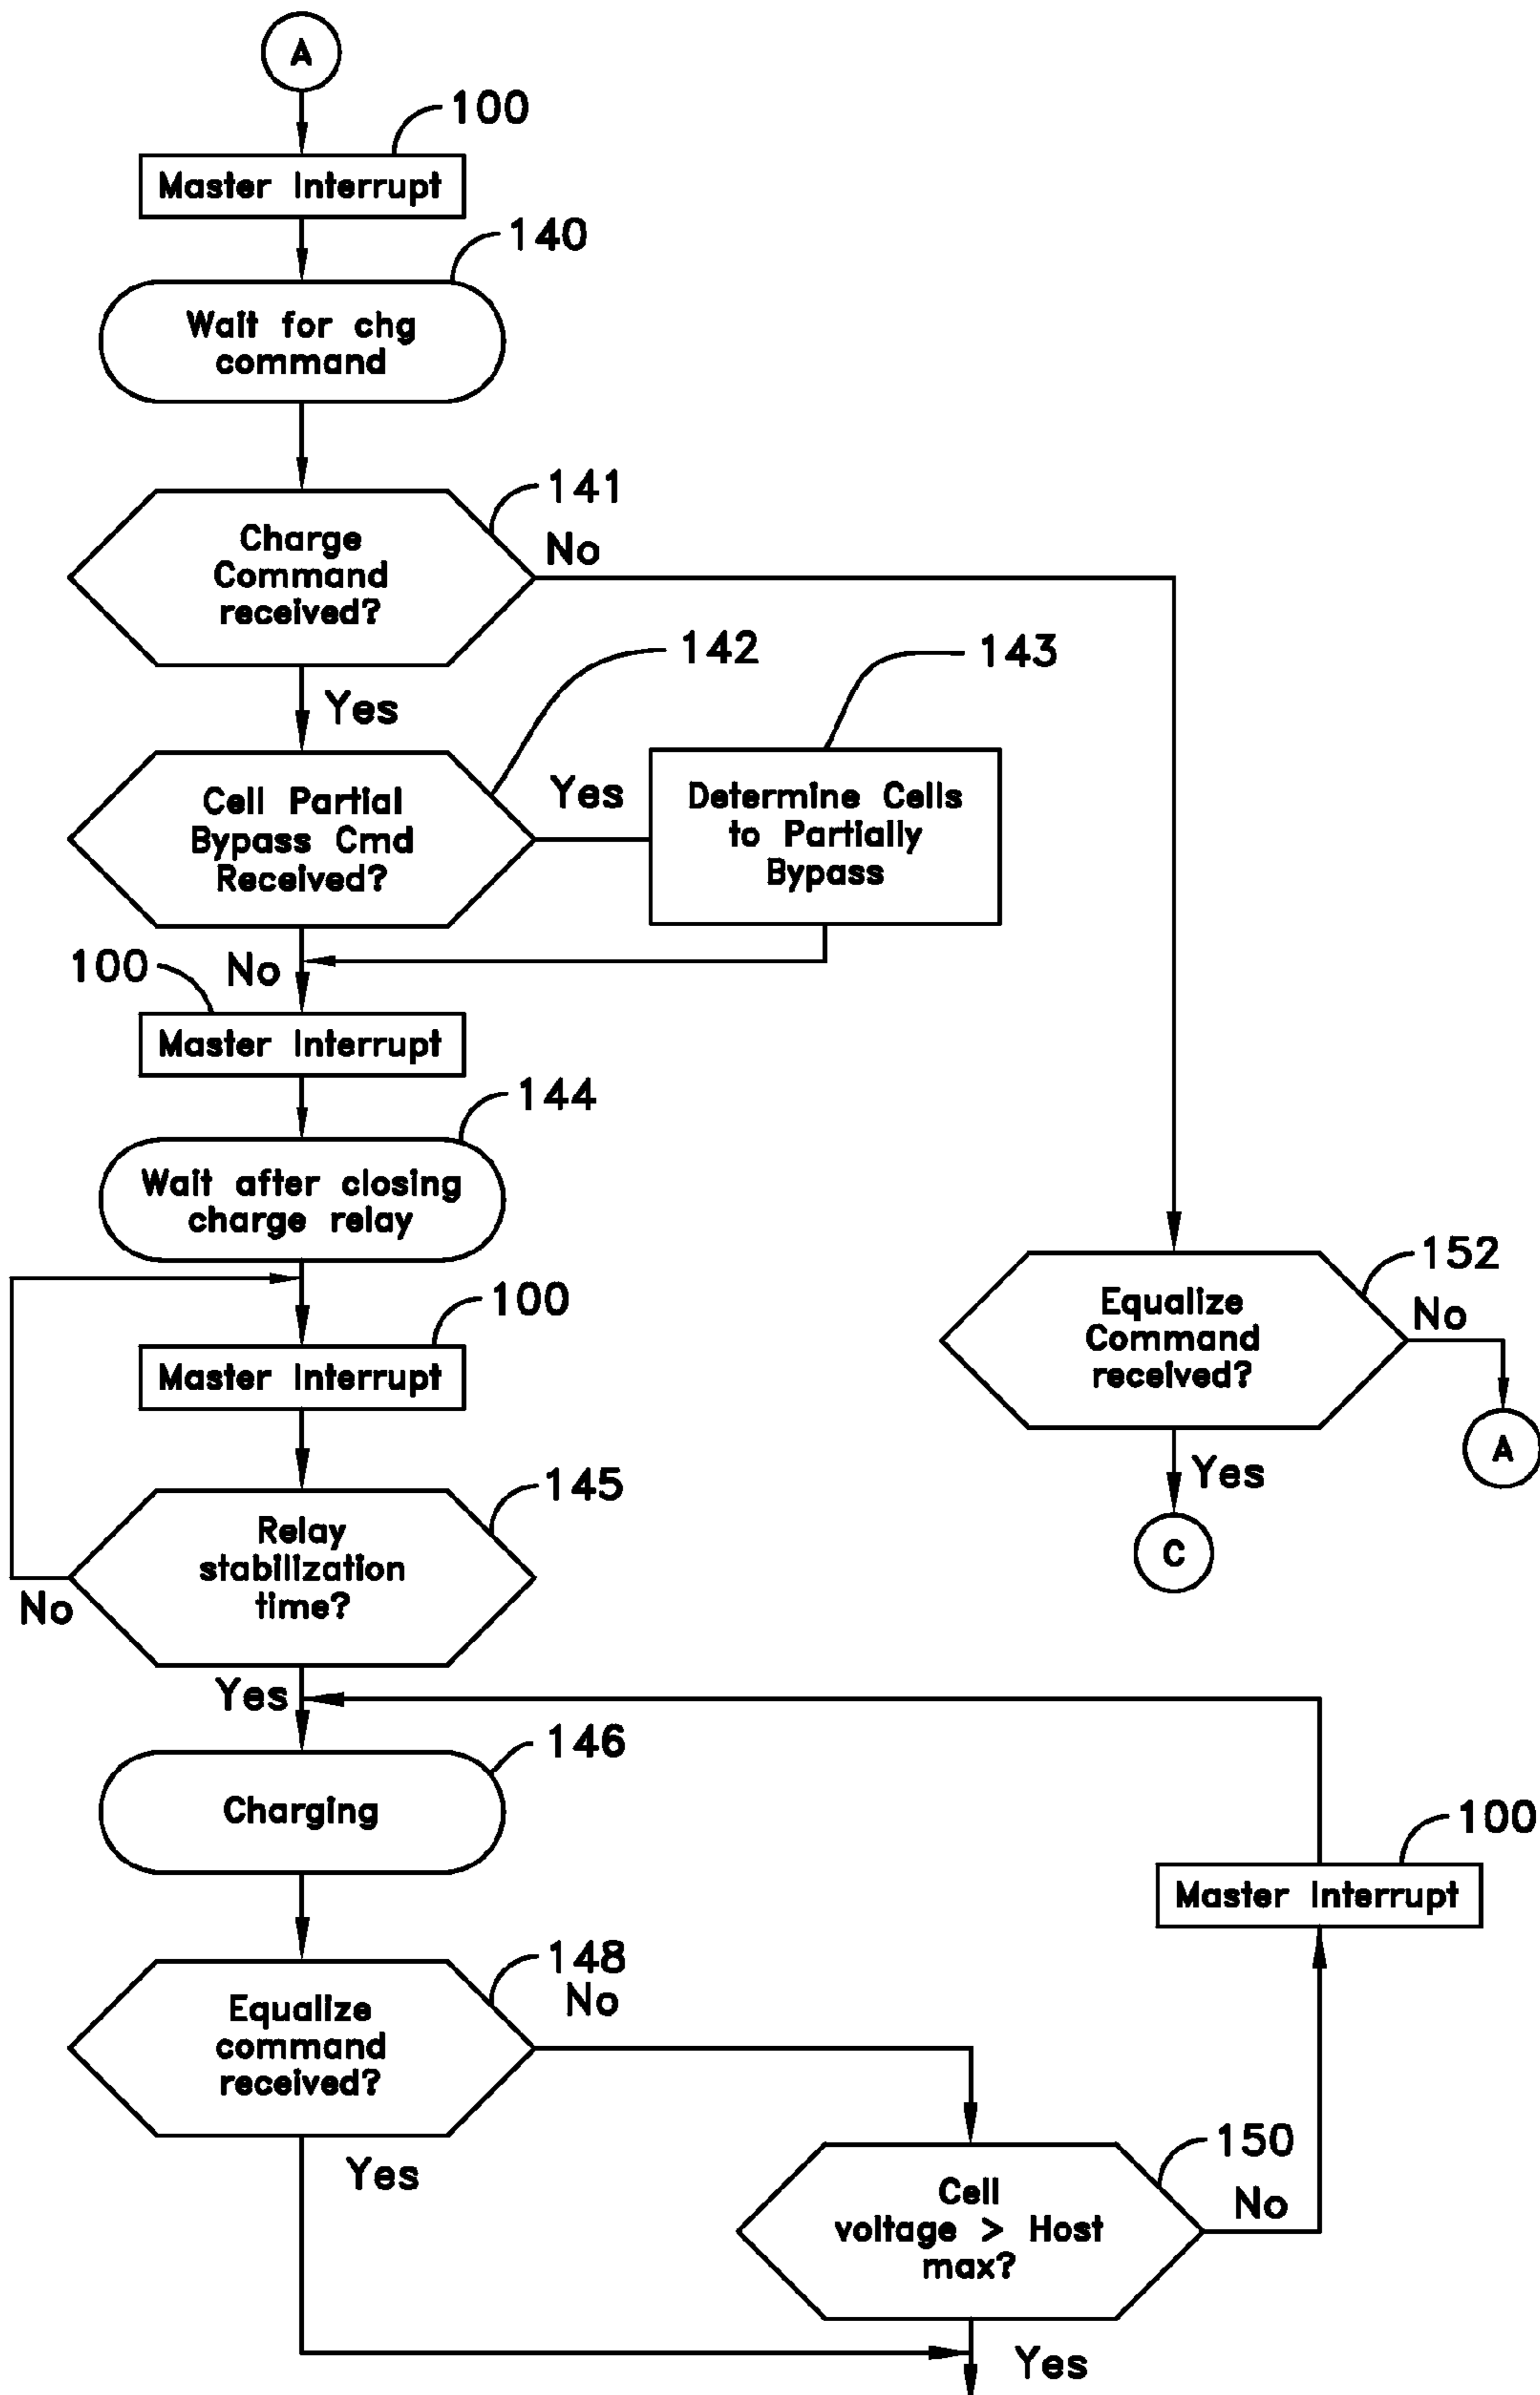 A
100
Master Interrupt
140
Wait for chg
command
141
Charge
Command
received?
No
Yes
142
143
Cell Partial
Bypass Cmd
Received?
Yes
Determine Cells
to Partially
Bypass
100
No
Master Interrupt
144
Wait after closing
charge relay
100
Master Interrupt
152
Equalize
Command
received?
No
A
Yes
C
145
Relay
stabilization
time?
No
Yes
146
Charging
100
Master Interrupt
148
No
Equalize
command
received?
Yes
150
Cell
voltage > Host
max?
No
Yes